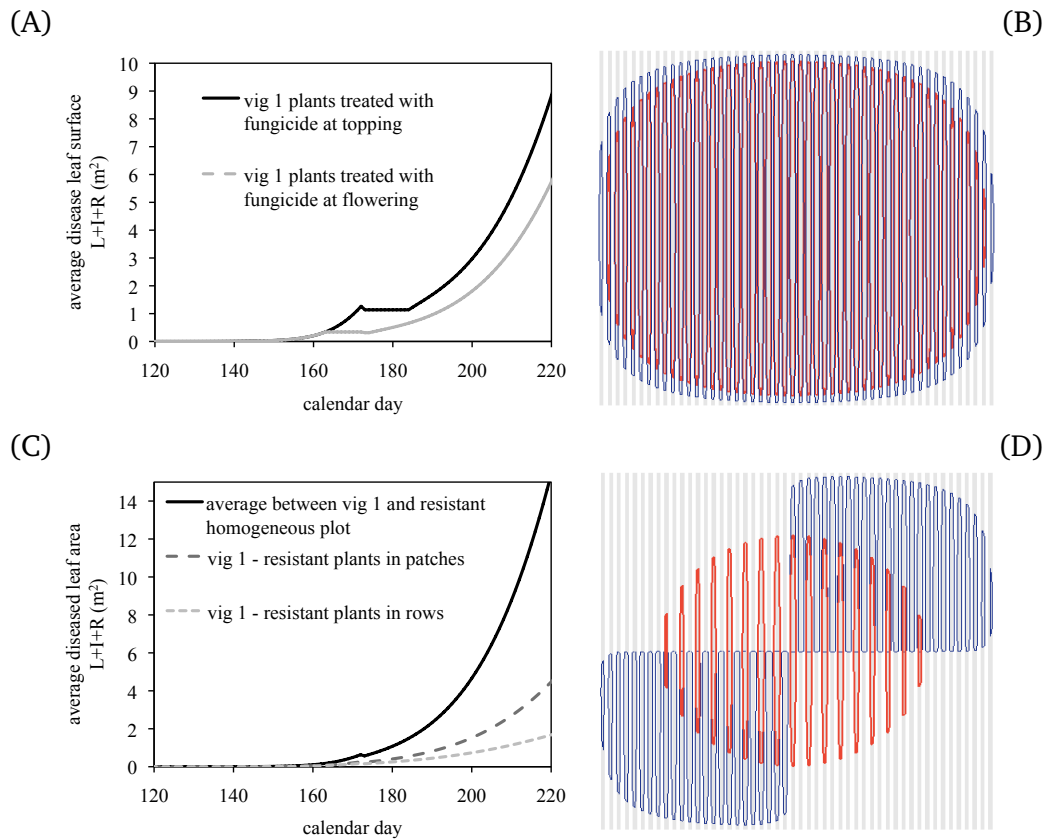 (A)
(B)
10
9
8
7
6
5
4
3
2
1
0
average disease leaf surface
L+I+R (m²)
vig 1 plants treated with
fungicide at topping
vig 1 plants treated with
fungicide at flowering
120 140 160 180 200 220
calendar day
(C)
(D)
14
12
10
8
6
4
2
0
average diseased leaf area
L+I+R (m²)
average between vig 1 and resistant
homogeneous plot
vig 1 - resistant plants in patches
vig 1 - resistant plants in rows
120 140 160 180 200 220
calendar day